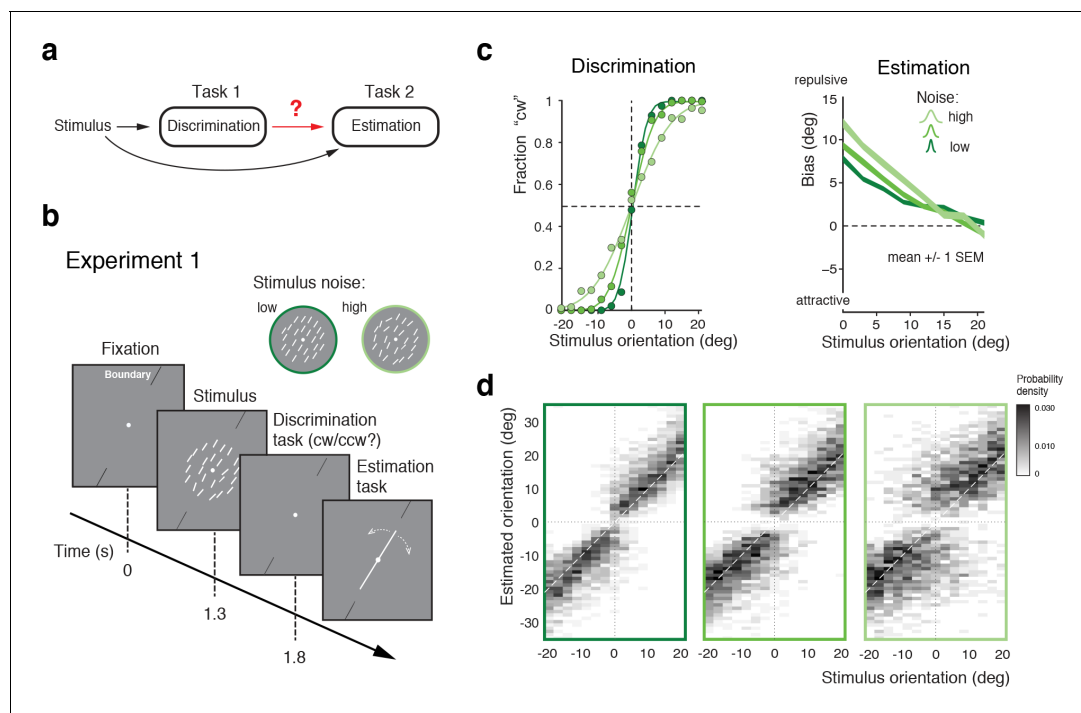 a
Task 1
Task 2
?
Stimulus
Discrimination
Estimation
b
Experiment 1
Stimulus noise:
low
high
Fixation
Boundary
Stimulus
Discrimination
task (cw/ccw?)
Estimation
task
Time (s)
0
1.3
1.8
c
Discrimination
Fraction “cw”
1
0.8
0.6
0.4
0.2
0
-20
-10
0
10
20
Stimulus orientation (deg)
Estimation
repulsive
Noise:
high
low
Bias (deg)
15
10
5
0
−5
mean +/- 1 SEM
attractive
0
5
10
15
20
Stimulus orientation (deg)
d
Probability
density
0.030
0.010
0
Estimated orientation (deg)
30
20
10
0
-10
-20
-30
-20 -10 0 10 20
-20 -10 0 10 20
-20 -10 0 10 20
Stimulus orientation (deg)